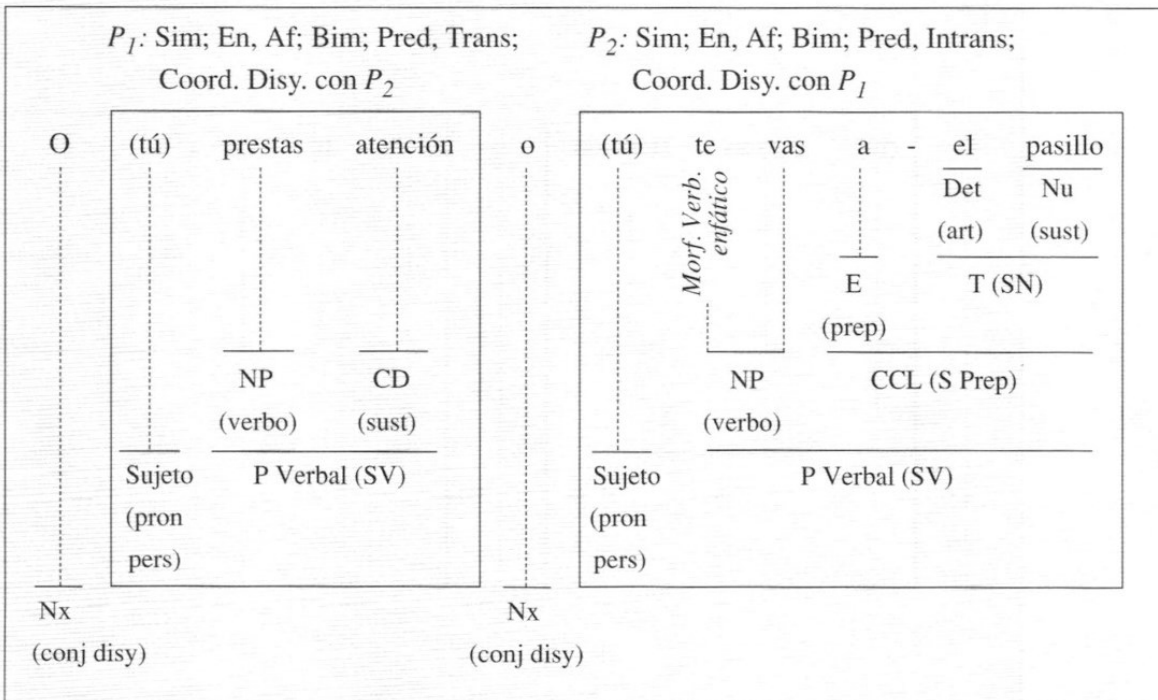 P1: Sim; En, Af; Bim; Pred, Trans;
Coord. Disy. con P2
P2: Sim; En, Af; Bim; Pred, Intrans;
Coord. Disy. con P1
O (tú) prestas atención o (tú) te vas a - el pasillo
Morf. Verb.
enfático
Det Nu
(art) (sust)
E T (SN)
(prep)
NP CD NP CCL (S Prep)
(verbo) (sust) (verbo)
Sujeto P Verbal (SV) Sujeto P Verbal (SV)
(pron (pron
pers) pers)
Nx Nx
(conj disy) (conj disy)